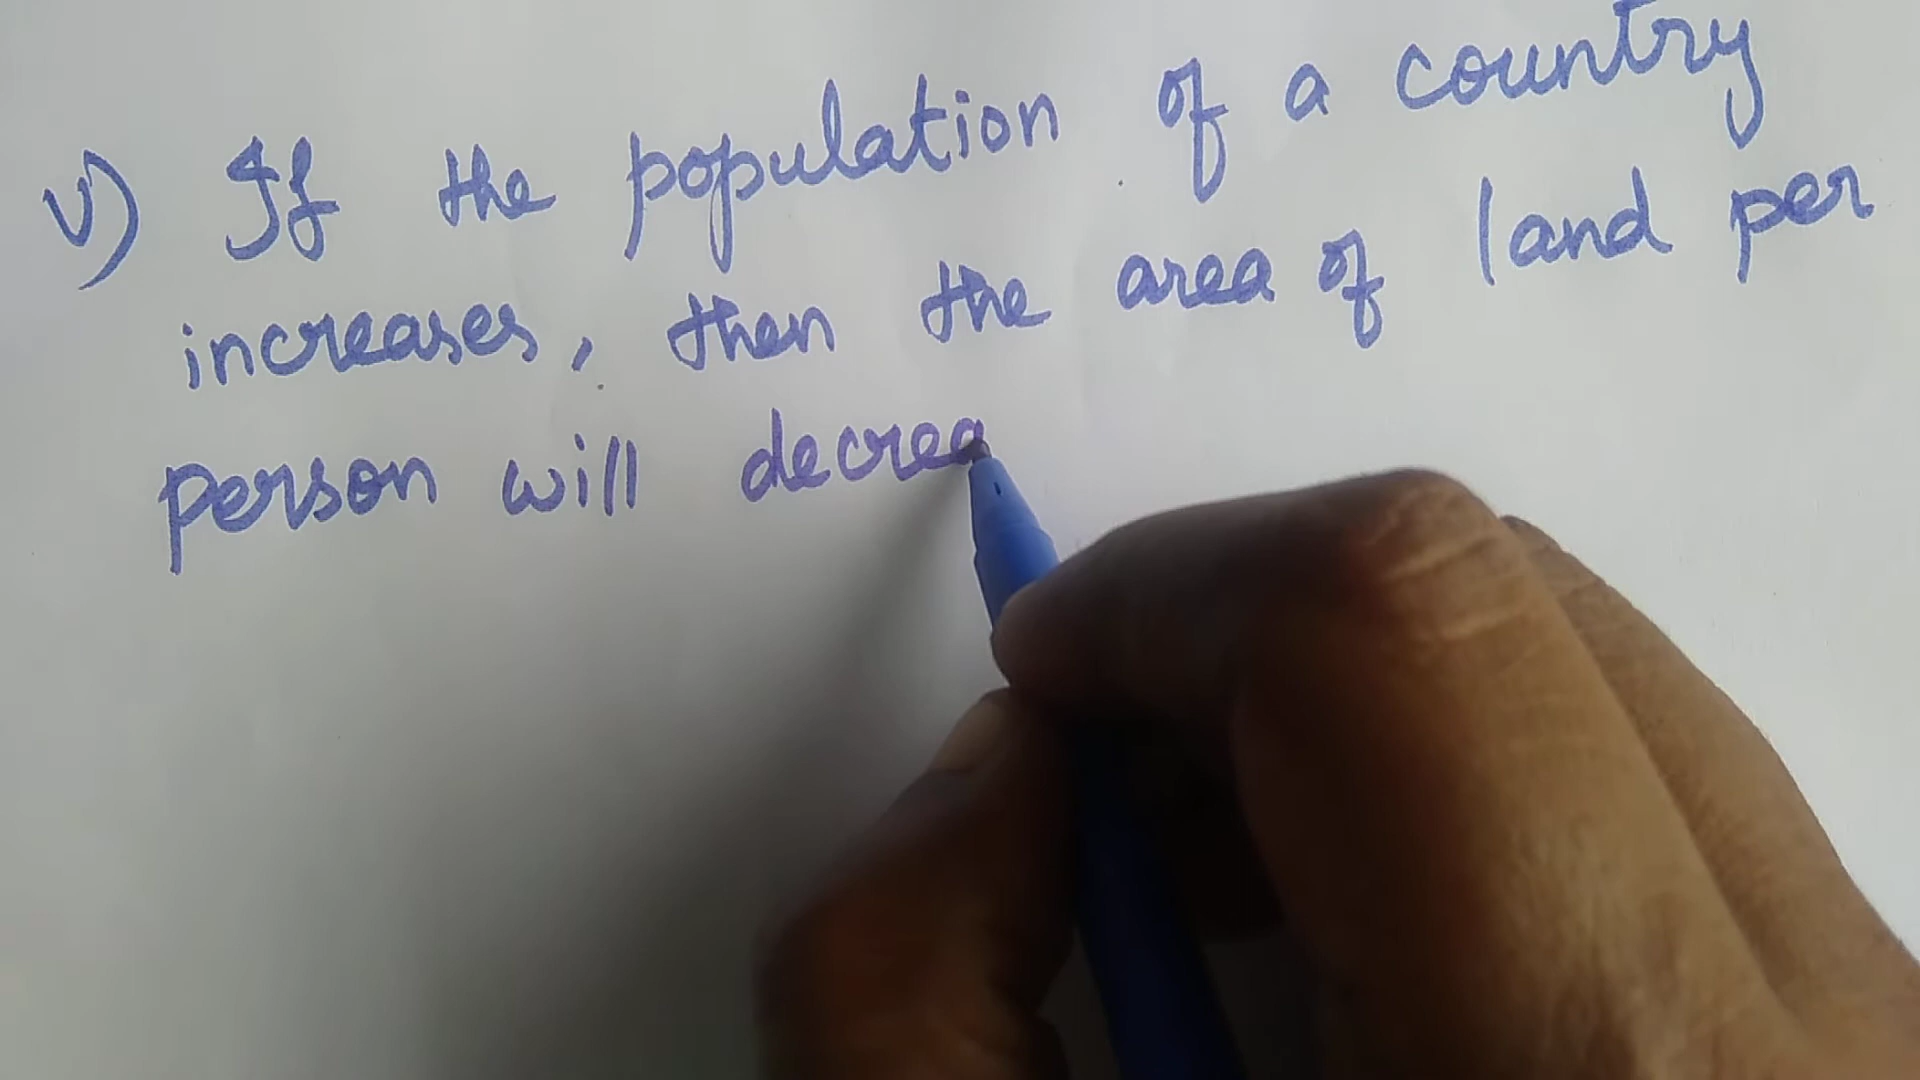 v) If the population of a country
increases, then the area of land per
person will decrea